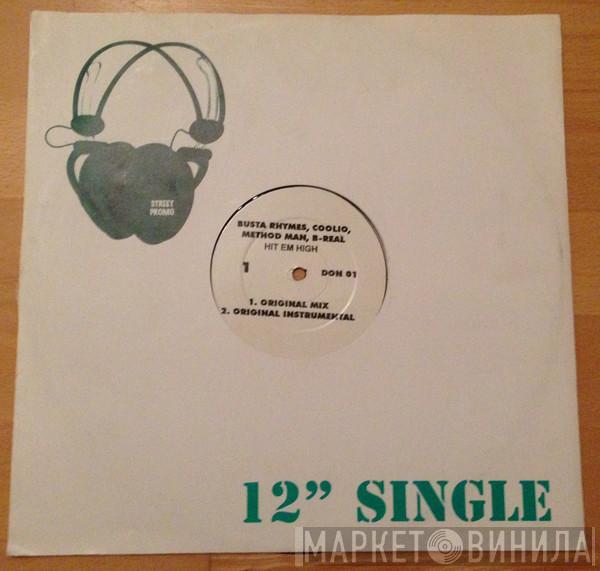 STREET
PROMO
BUSTA RHYMES, COOLIO,
METHOD MAN, B-REAL
HIT EM HIGH
1 DON 01
1. ORIGINAL MIX
2. ORIGINAL INSTRUMENTAL
12” SINGLE
МАРКЕТ ВИНИЛА